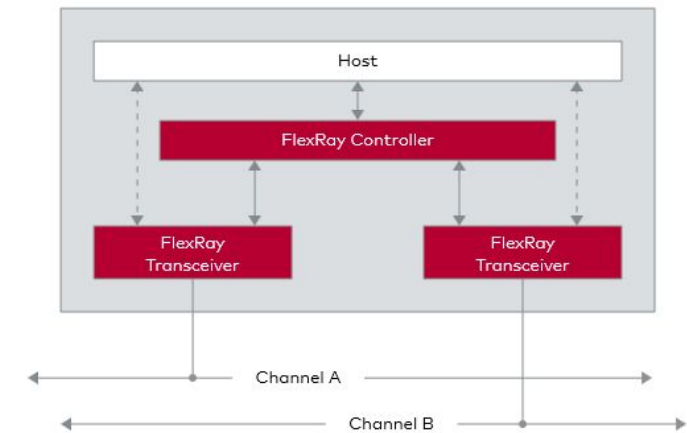 Host
FlexRay Controller
FlexRay
Transceiver
FlexRay
Transceiver
Channel A
Channel B